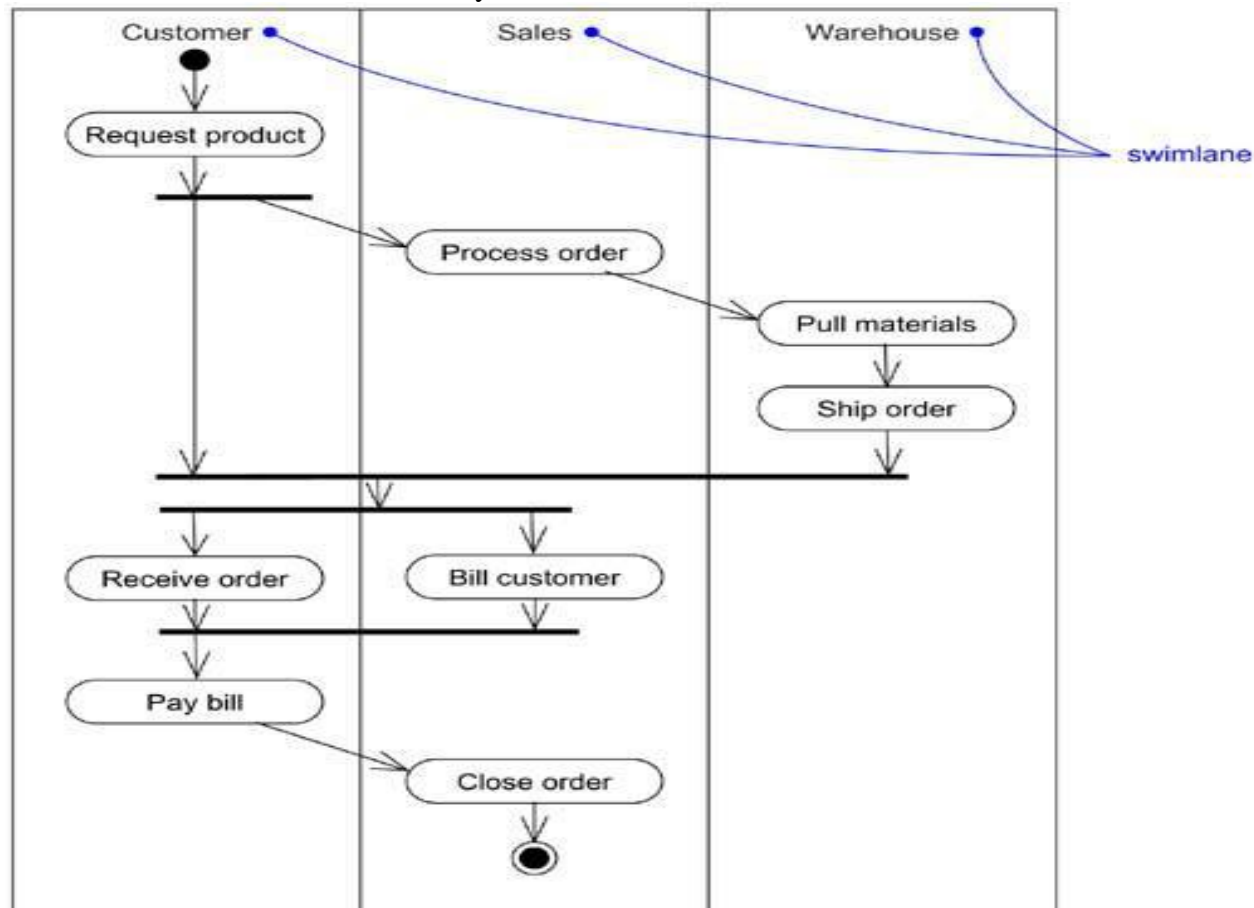 Customer Sales Warehouse
Request product
swimlane
Process order
Pull materials
Ship order
Receive order Bill customer
Pay bill
Close order